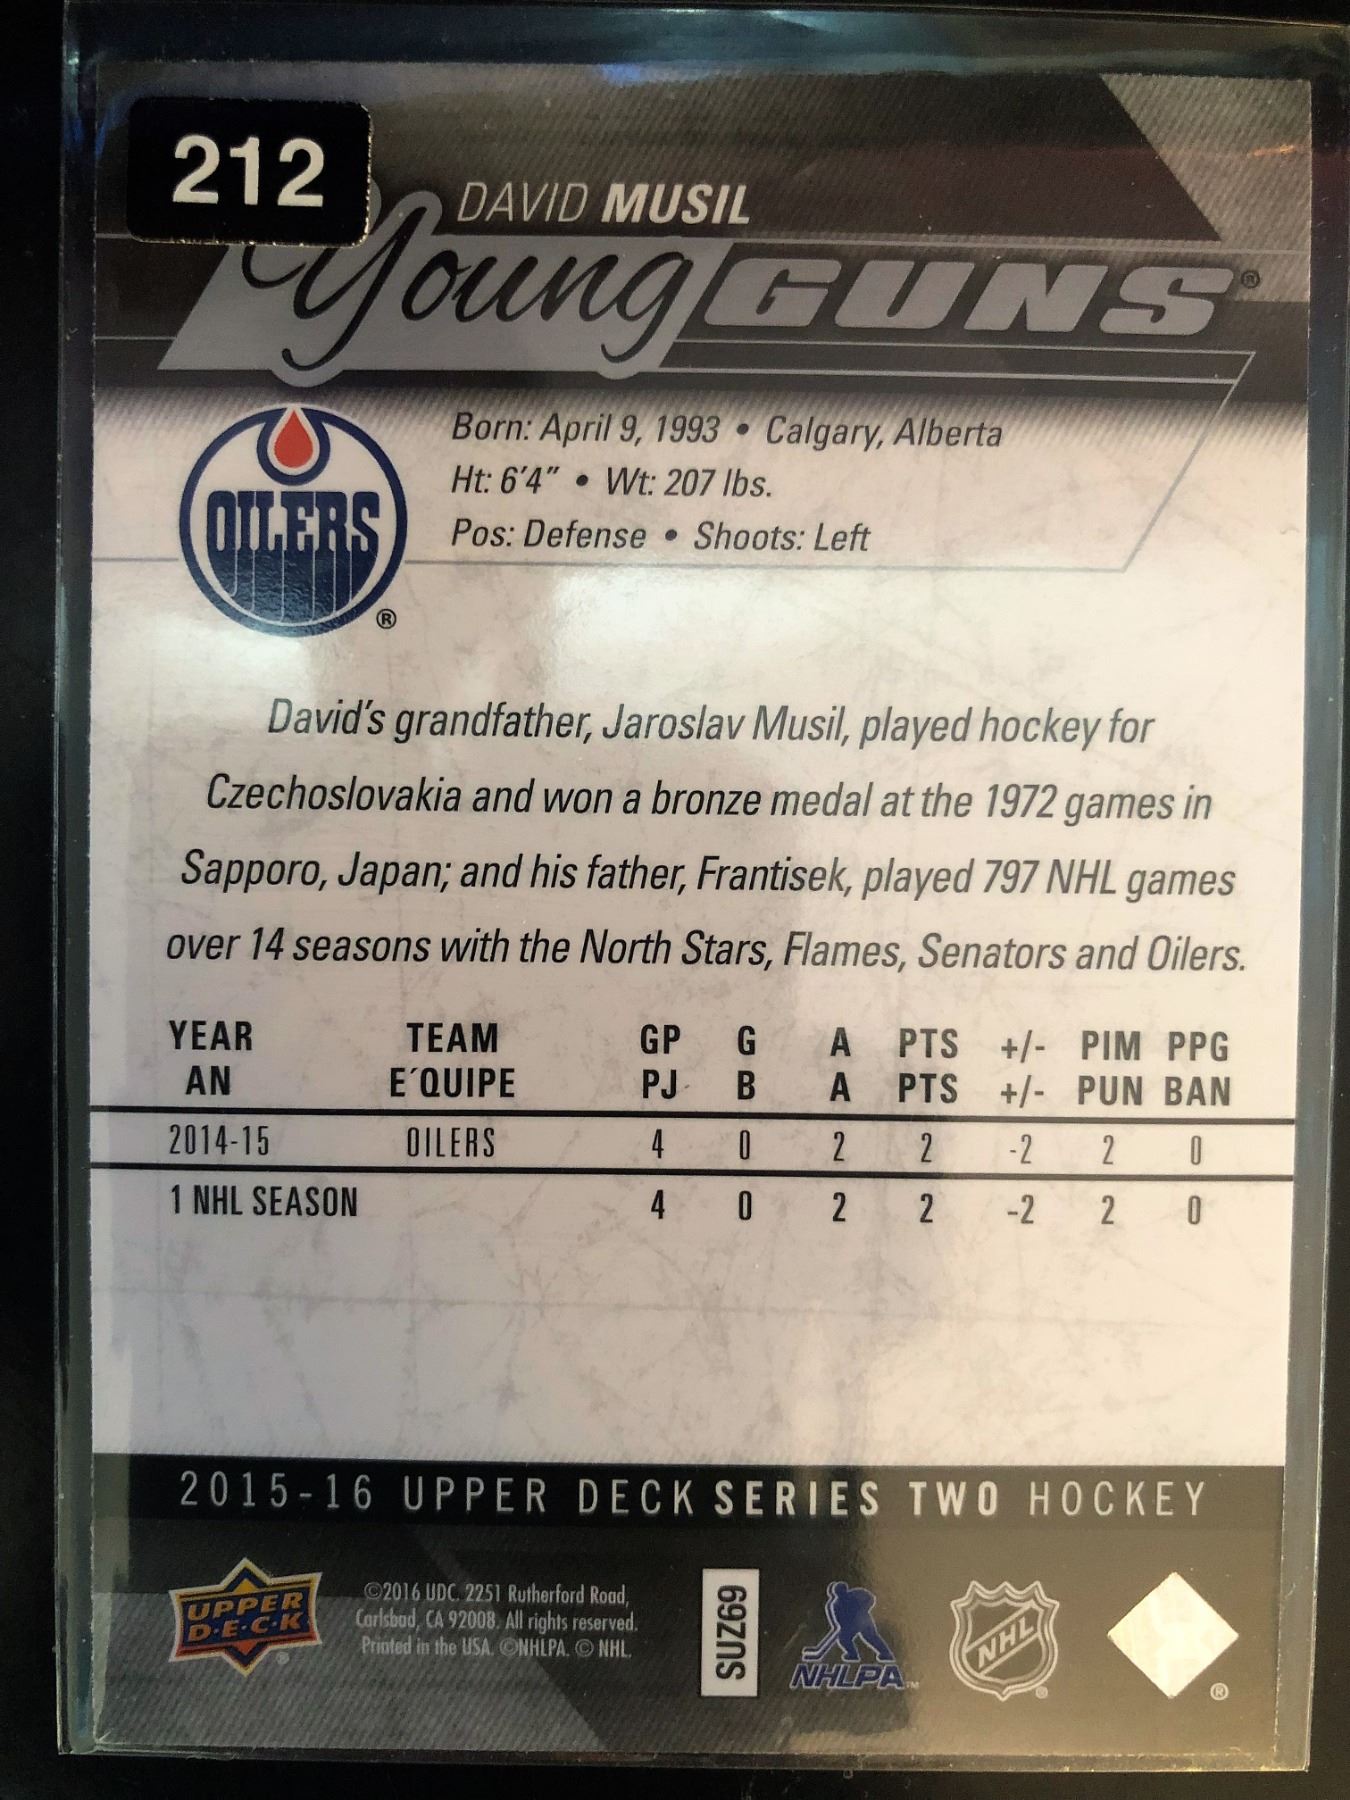 212
DAVID MUSIL
Young GUNS®
OILERS
®
Born: April 9, 1993 • Calgary, Alberta
Ht: 6'4" • Wt: 207 lbs.
Pos: Defense • Shoots: Left
David's grandfather, Jaroslav Musil, played hockey for
Czechoslovakia and won a bronze medal at the 1972 games in
Sapporo, Japan; and his father, Frantisek, played 797 NHL games
over 14 seasons with the North Stars, Flames, Senators and Oilers.
YEAR TEAM GP G A PTS +/- PIM PPG
AN E´QUIPE PJ B A PTS +/- PUN BAN
2014-15 OILERS 4 0 2 2 -2 2 0
1 NHL SEASON 4 0 2 2 -2 2 0
2015-16 UPPER DECK SERIES TWO HOCKEY
UPPER
D·E·C·K
®
©2016 UDC. 2251 Rutherford Road,
Carlsbad, CA 92008. All rights reserved.
Printed in the USA. ©NHLPA. © NHL.
SUZ69
NHLPA™
NHL
®
®